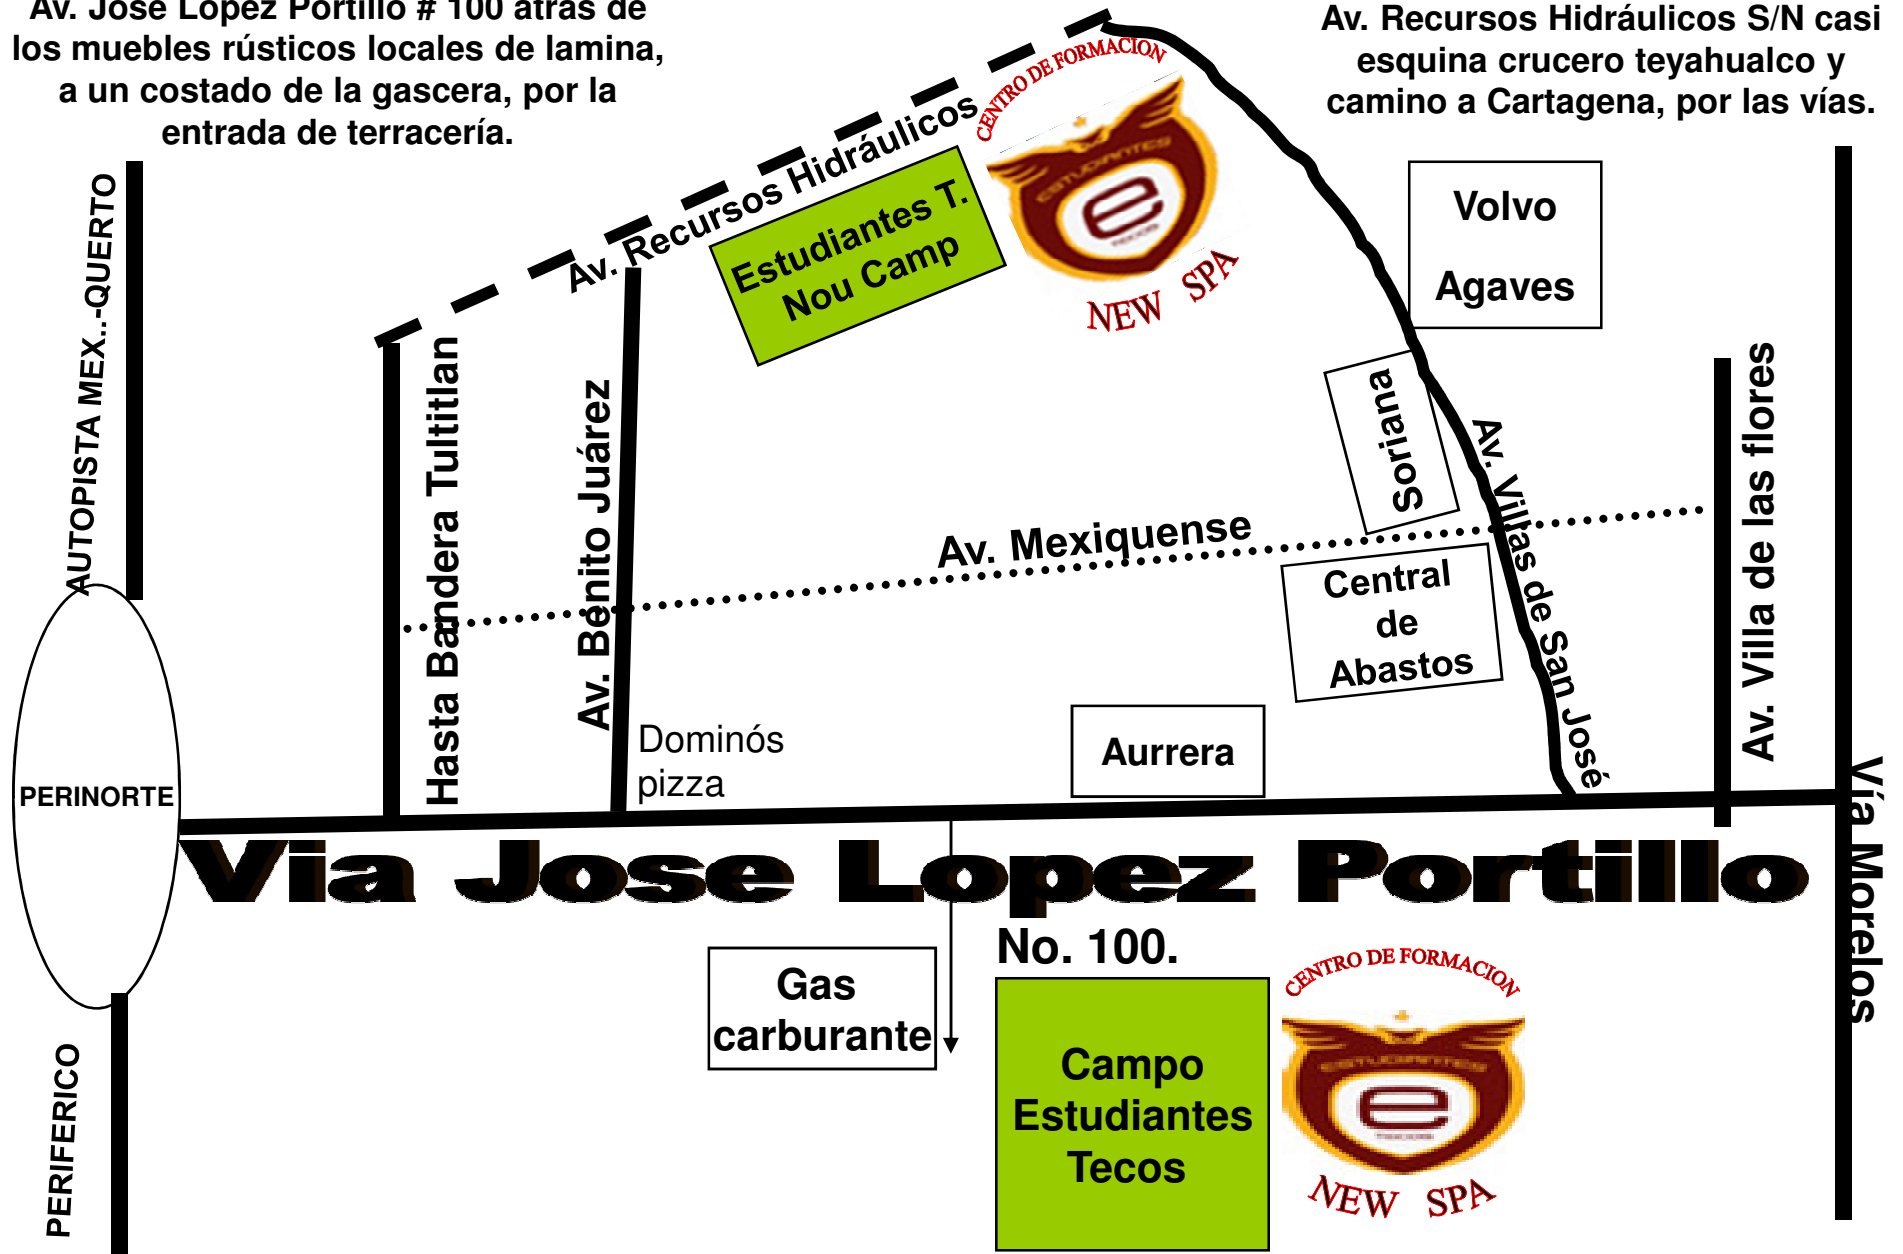 Av. José López Portillo # 100 atrás de
los muebles rústicos locales de lamina,
a un costado de la gascera, por la
entrada de terracería.
Av. Recursos Hidráulicos S/N casi
esquina crucero teyahualco y
camino a Cartagena, por las vías.
CENTRO DE FORMACION
ESTUDIANTES
e
TECOS
NEW SPA
Av. Recursos Hidráulicos
Estudiantes T.
Nou Camp
Volvo
Agaves
AUTOPISTA MEX..-QUERTO
Hasta Bandera Tultitlan
Av. Benito Juárez
Soriana
Av. Villas de San José
Av. Villa de las flores
Av. Mexiquense
Central
de
Abastos
Dominós
pizza
Aurrera
PERINORTE
Via Jose Lopez Portillo
Vía Morelos
No. 100.
Gas
carburante
Campo
Estudiantes
Tecos
CENTRO DE FORMACION
ESTUDIANTES
e
TECOS
NEW SPA
PERIFERICO